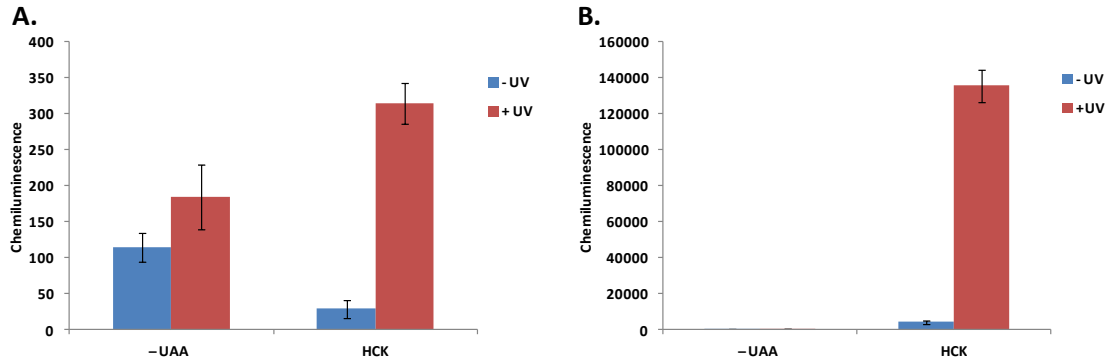 A.
400
350
300
250
200
150
100
50
0
Chemiluminescence
–UAA
HCK
- UV
+ UV
B.
160000
140000
120000
100000
80000
60000
40000
20000
0
Chemiluminescence
–UAA
HCK
- UV
+UV